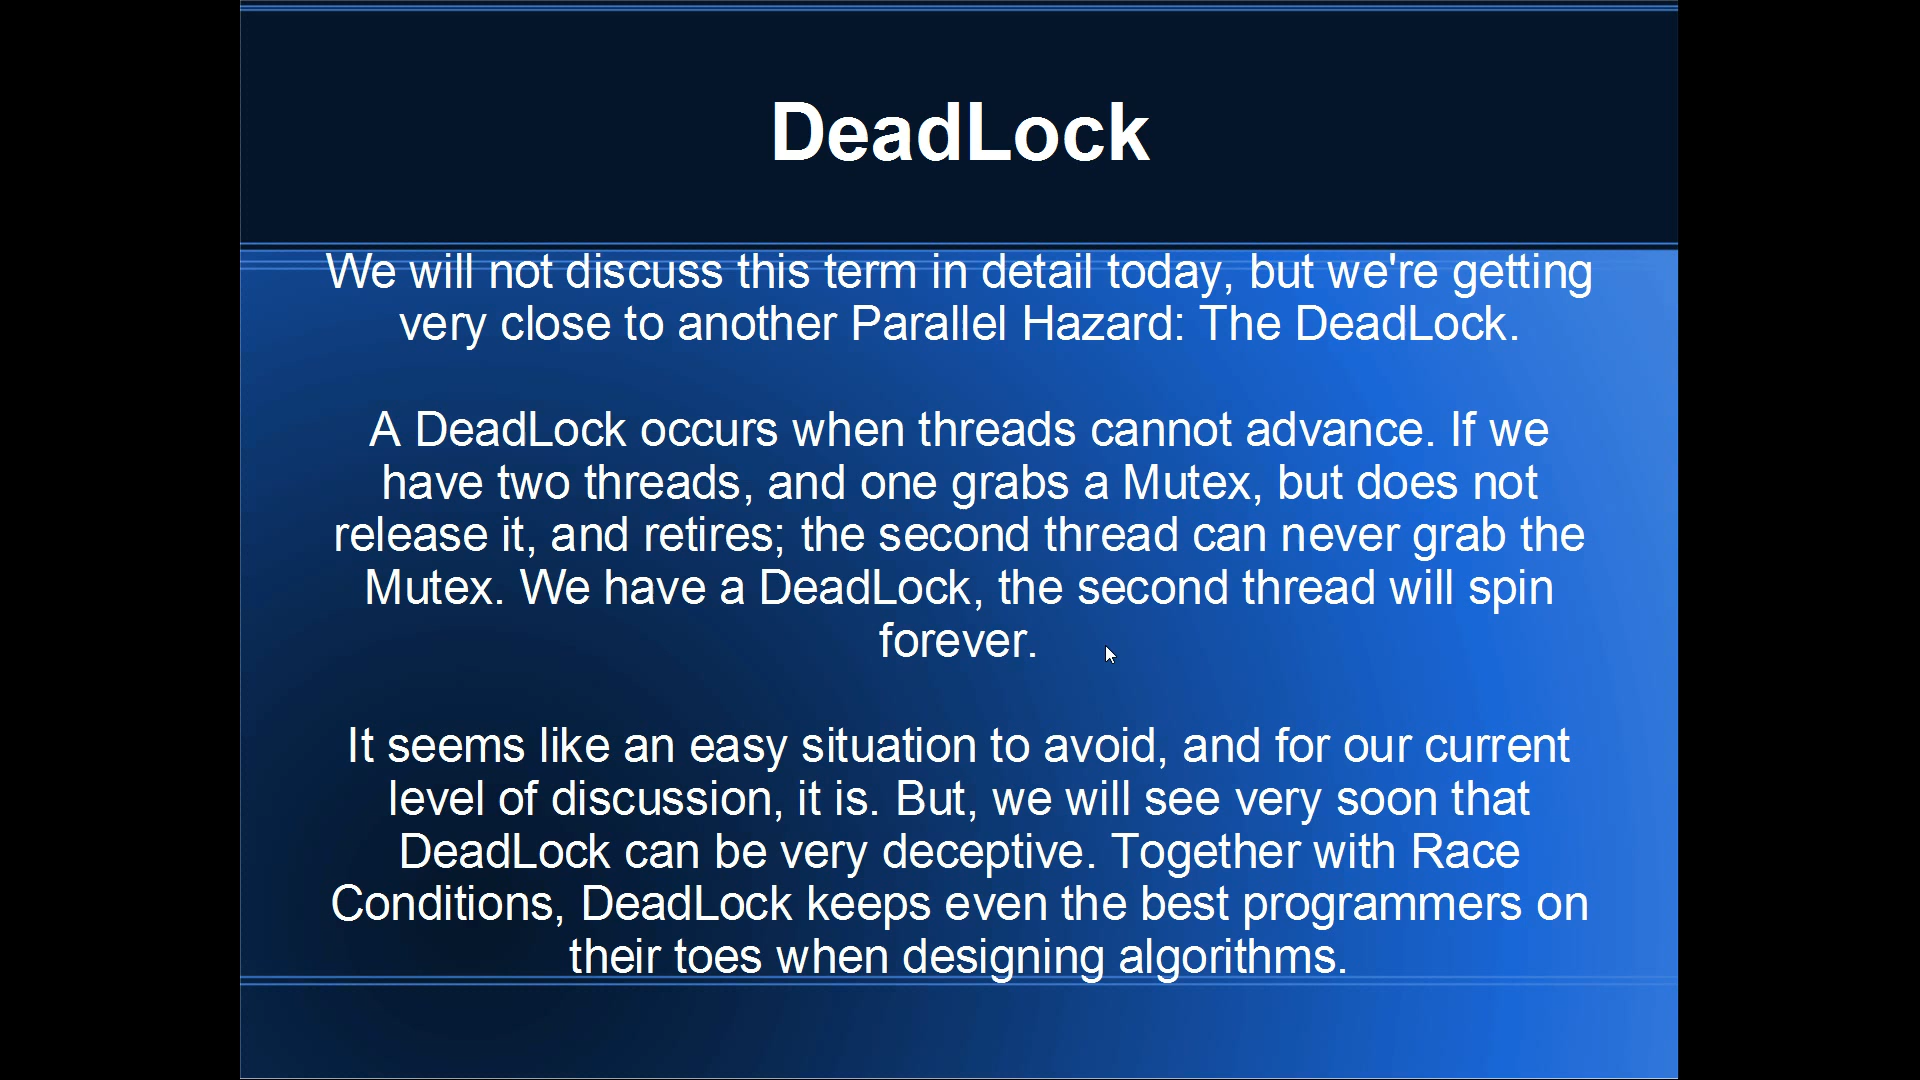 DeadLock
We will not discuss this term in detail today, but we're getting
very close to another Parallel Hazard: The DeadLock.
A DeadLock occurs when threads cannot advance. If we
have two threads, and one grabs a Mutex, but does not
release it, and retires; the second thread can never grab the
Mutex. We have a DeadLock, the second thread will spin
forever.
It seems like an easy situation to avoid, and for our current
level of discussion, it is. But, we will see very soon that
DeadLock can be very deceptive. Together with Race
Conditions, DeadLock keeps even the best programmers on
their toes when designing algorithms.